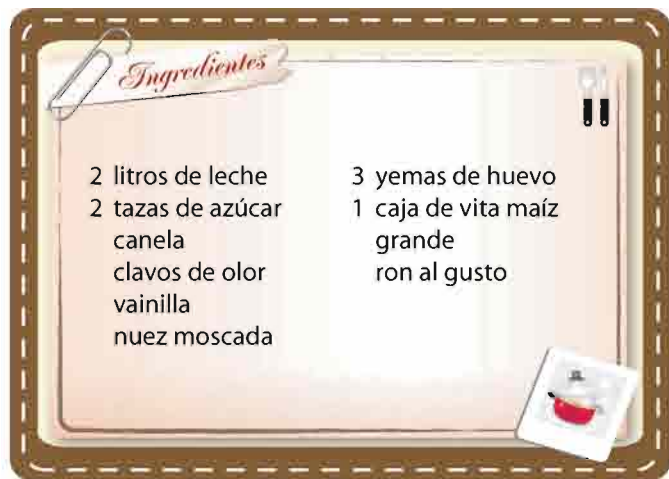 Ingredientes
2 litros de leche
2 tazas de azúcar
canela
clavos de olor
vainilla
nuez moscada
3 yemas de huevo
1 caja de vita maíz
grande
ron al gusto